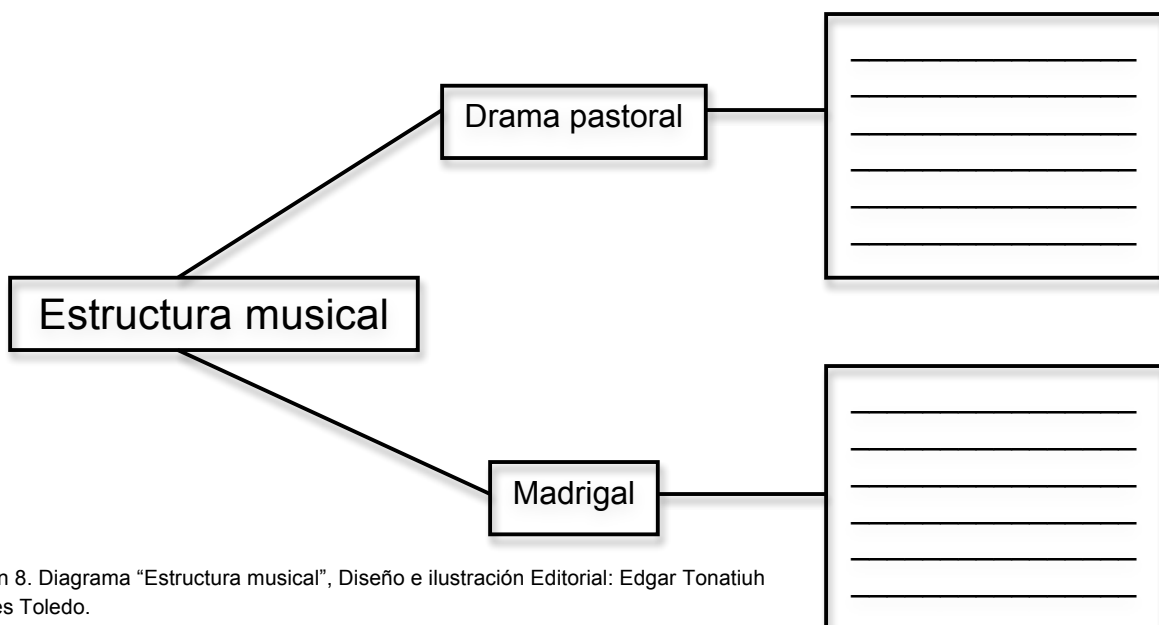 Drama pastoral
Estructura musical
Madrigal
n 8. Diagrama “Estructura musical”, Diseño e ilustración Editorial: Edgar Tonatiuh
es Toledo.